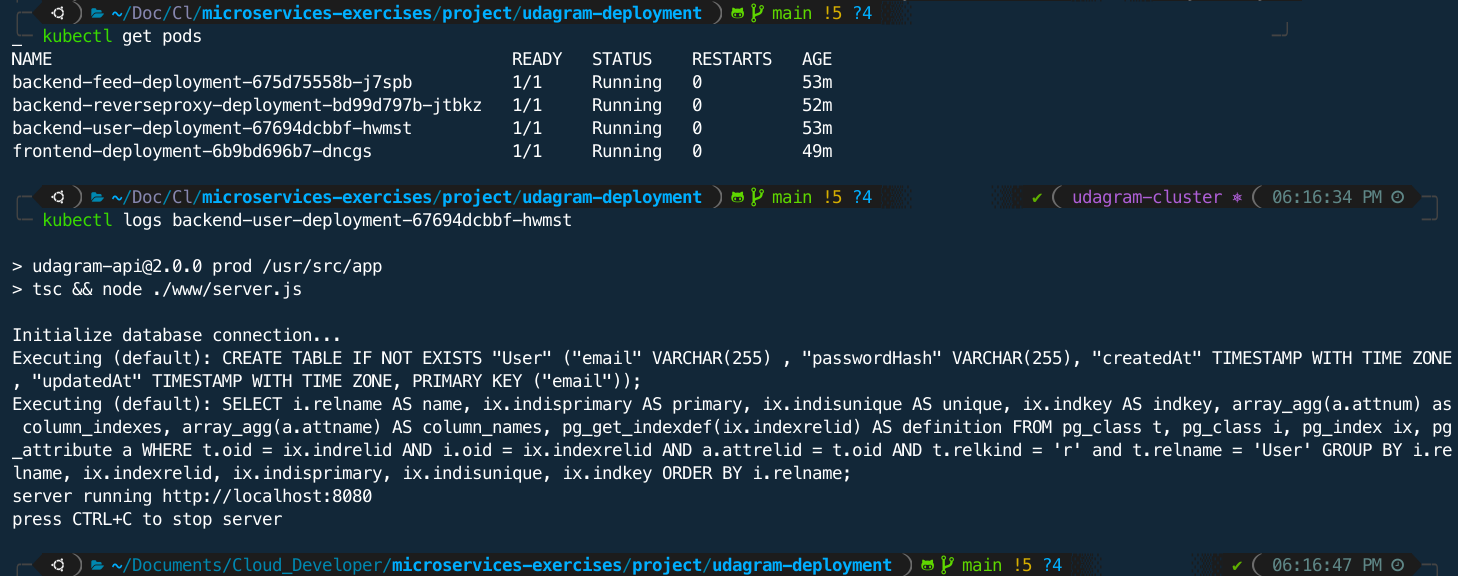 ~/Doc/Cl/microservices-exercises/project/udagram-deployment main !5 ?4
kubectl get pods
NAME READY STATUS RESTARTS AGE
backend-feed-deployment-675d75558b-j7spb 1/1 Running 0 53m
backend-reverseproxy-deployment-bd99d797b-jtbkz 1/1 Running 0 52m
backend-user-deployment-67694dcbbf-hwmst 1/1 Running 0 53m
frontend-deployment-6b9bd696b7-dncgs 1/1 Running 0 49m
~/Doc/Cl/microservices-exercises/project/udagram-deployment main !5 ?4 ✔ udagram-cluster ⎈ 06:16:34 PM
kubectl logs backend-user-deployment-67694dcbbf-hwmst
> udagram-api@2.0.0 prod /usr/src/app
> tsc && node ./www/server.js
Initialize database connection...
Executing (default): CREATE TABLE IF NOT EXISTS "User" ("email" VARCHAR(255) , "passwordHash" VARCHAR(255), "createdAt" TIMESTAMP WITH TIME ZONE
, "updatedAt" TIMESTAMP WITH TIME ZONE, PRIMARY KEY ("email"));
Executing (default): SELECT i.relname AS name, ix.indisprimary AS primary, ix.indisunique AS unique, ix.indkey AS indkey, array_agg(a.attnum) as
column_indexes, array_agg(a.attname) AS column_names, pg_get_indexdef(ix.indexrelid) AS definition FROM pg_class t, pg_class i, pg_index ix, pg
_attribute a WHERE t.oid = ix.indrelid AND i.oid = ix.indexrelid AND a.attrelid = t.oid AND t.relkind = 'r' and t.relname = 'User' GROUP BY i.re
lname, ix.indexrelid, ix.indisprimary, ix.indisunique, ix.indkey ORDER BY i.relname;
server running http://localhost:8080
press CTRL+C to stop server
~/Documents/Cloud_Developer/microservices-exercises/project/udagram-deployment main !5 ?4 ✔ 06:16:47 PM